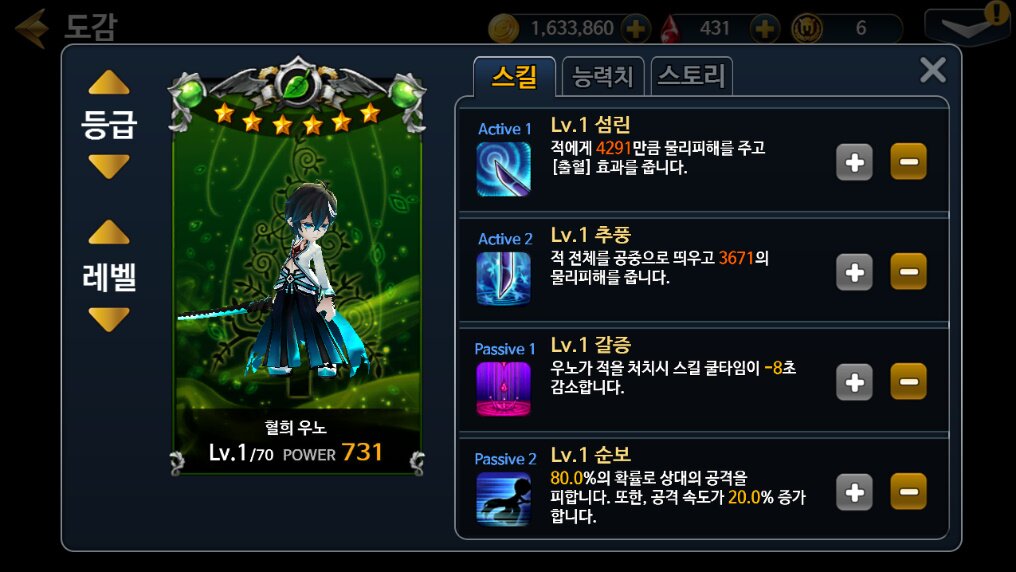 도감
1,633,860
431
6
등급
레벨
혈희 우노
Lv.1/70 POWER 731
스킬
능력치
스토리
Active 1
Lv.1 섬린
적에게 4291만큼 물리피해를 주고
[출혈] 효과를 줍니다.
Active 2
Lv.1 추풍
적 전체를 공중으로 띄우고 3671의
물리피해를 줍니다.
Passive 1
Lv.1 갈증
우노가 적을 처치시 스킬 쿨타임이 -8초
감소합니다.
Passive 2
Lv.1 순보
80.0%의 확률로 상대의 공격을
피합니다. 또한, 공격 속도가 20.0% 증가
합니다.